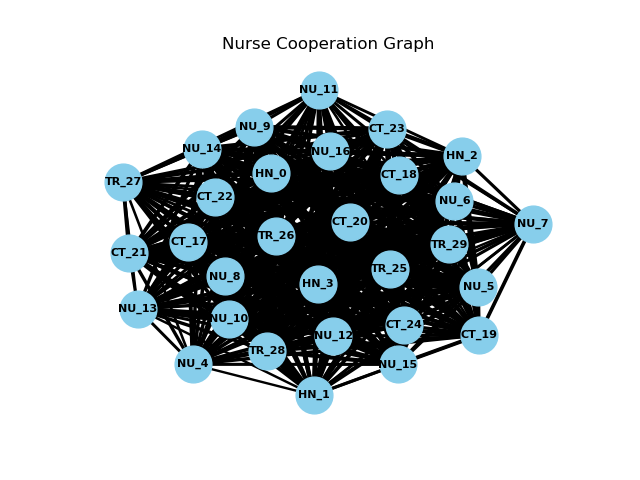 Nurse Cooperation Graph
NU_11
NU_9
CT_23
NU_14
NU_16
HN_2
HN_0
CT_18
TR_27
CT_22
NU_6
CT_20
NU_7
TR_26
CT_17
TR_29
CT_21
TR_25
NU_8
HN_3
NU_5
NU_13
NU_10
CT_24
NU_12
CT_19
TR_28
NU_4
NU_15
HN_1